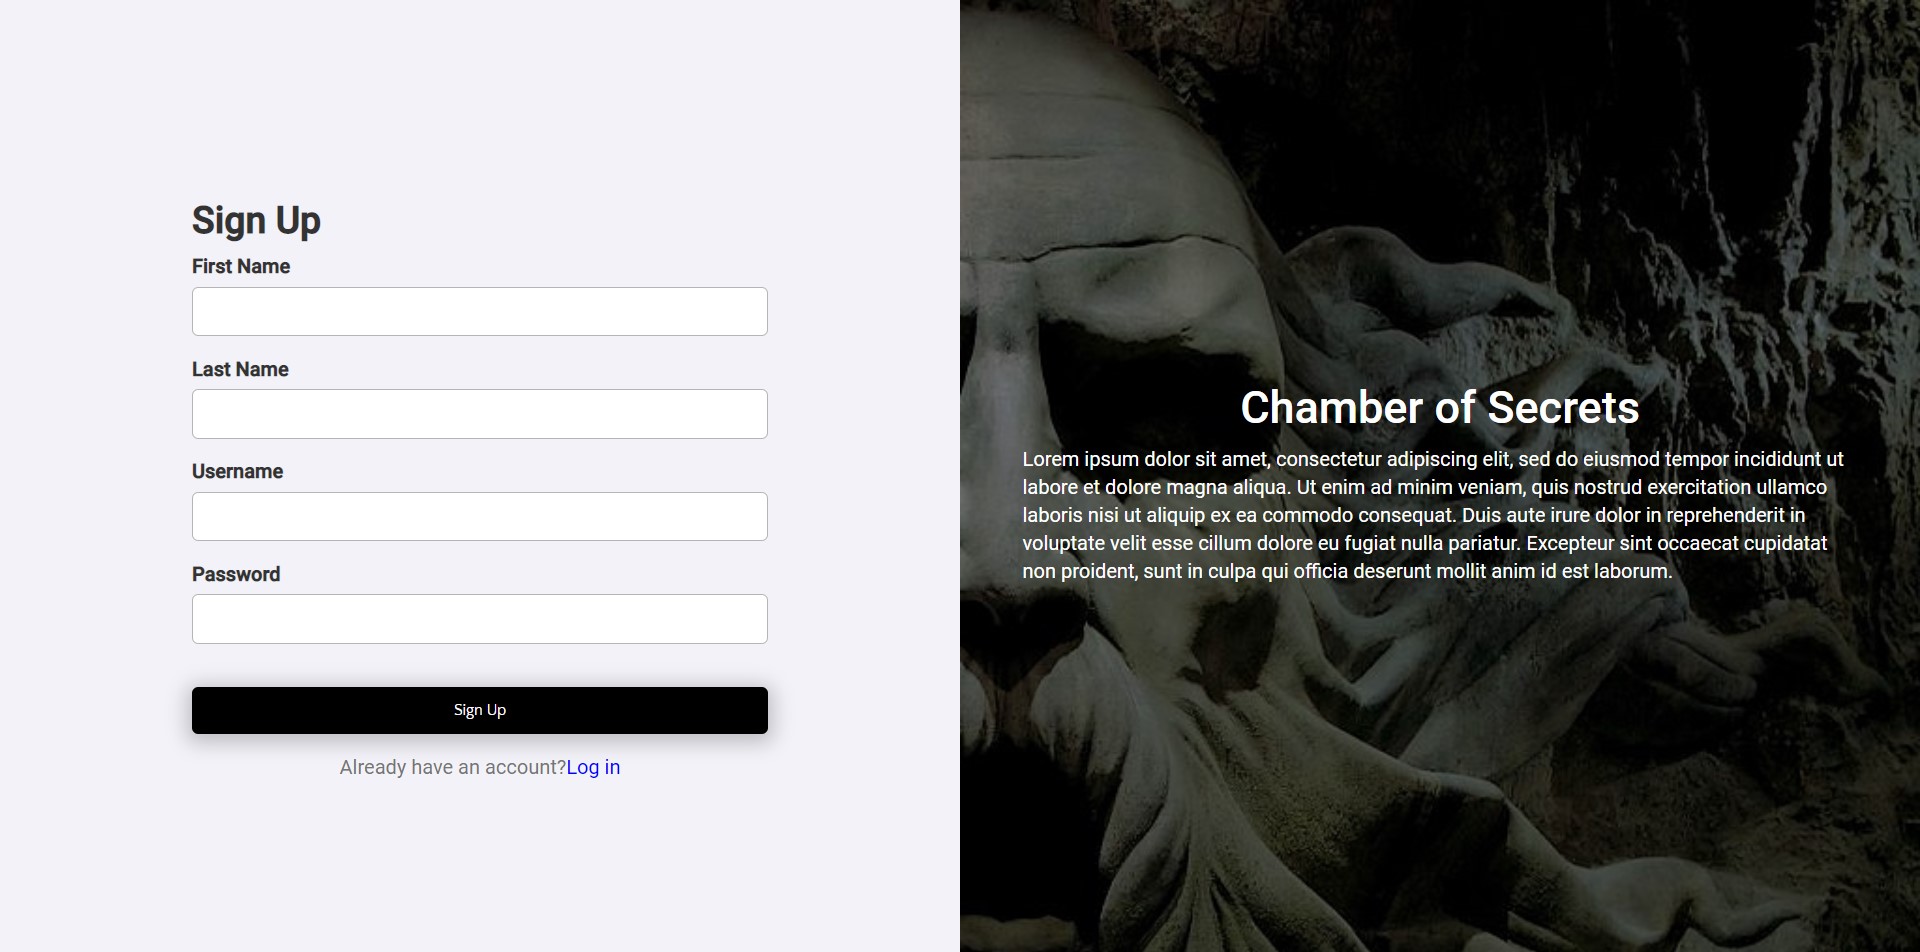 Sign Up
First Name
Last Name
Username
Password
Sign Up
Already have an account?Log in
Chamber of Secrets
Lorem ipsum dolor sit amet, consectetur adipiscing elit, sed do eiusmod tempor incididunt ut
labore et dolore magna aliqua. Ut enim ad minim veniam, quis nostrud exercitation ullamco
laboris nisi ut aliquip ex ea commodo consequat. Duis aute irure dolor in reprehenderit in
voluptate velit esse cillum dolore eu fugiat nulla pariatur. Excepteur sint occaecat cupidatat
non proident, sunt in culpa qui officia deserunt mollit anim id est laborum.